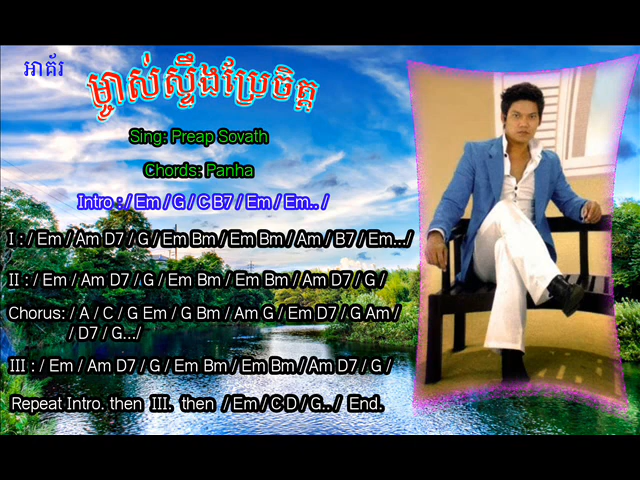 អាគ័រ
ម្ចាស់ស្ទឹងប្រែចិត្ត
Sing: Preap Sovath
Chords: Panha
Intro : / Em / G / C B7 / Em / Em.. /
I : / Em / Am D7 / G / Em Bm / Em Bm / Am / B7 / Em.../
II : / Em / Am D7 / G / Em Bm / Em Bm / Am D7 / G /
Chorus: / A / C / G Em / G Bm / Am G / Em D7 / G Am /
/ D7 / G.../
III : / Em / Am D7 / G / Em Bm / Em Bm / Am D7 / G /
Repeat Intro. then III. then / Em / C D / G.. / End.